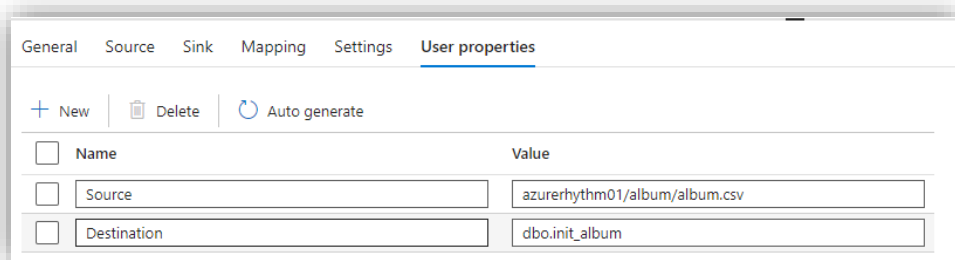 General Source Sink Mapping Settings User properties
New Delete Auto generate
Name Value
Source azurerhythm01/album/album.csv
Destination dbo.init_album